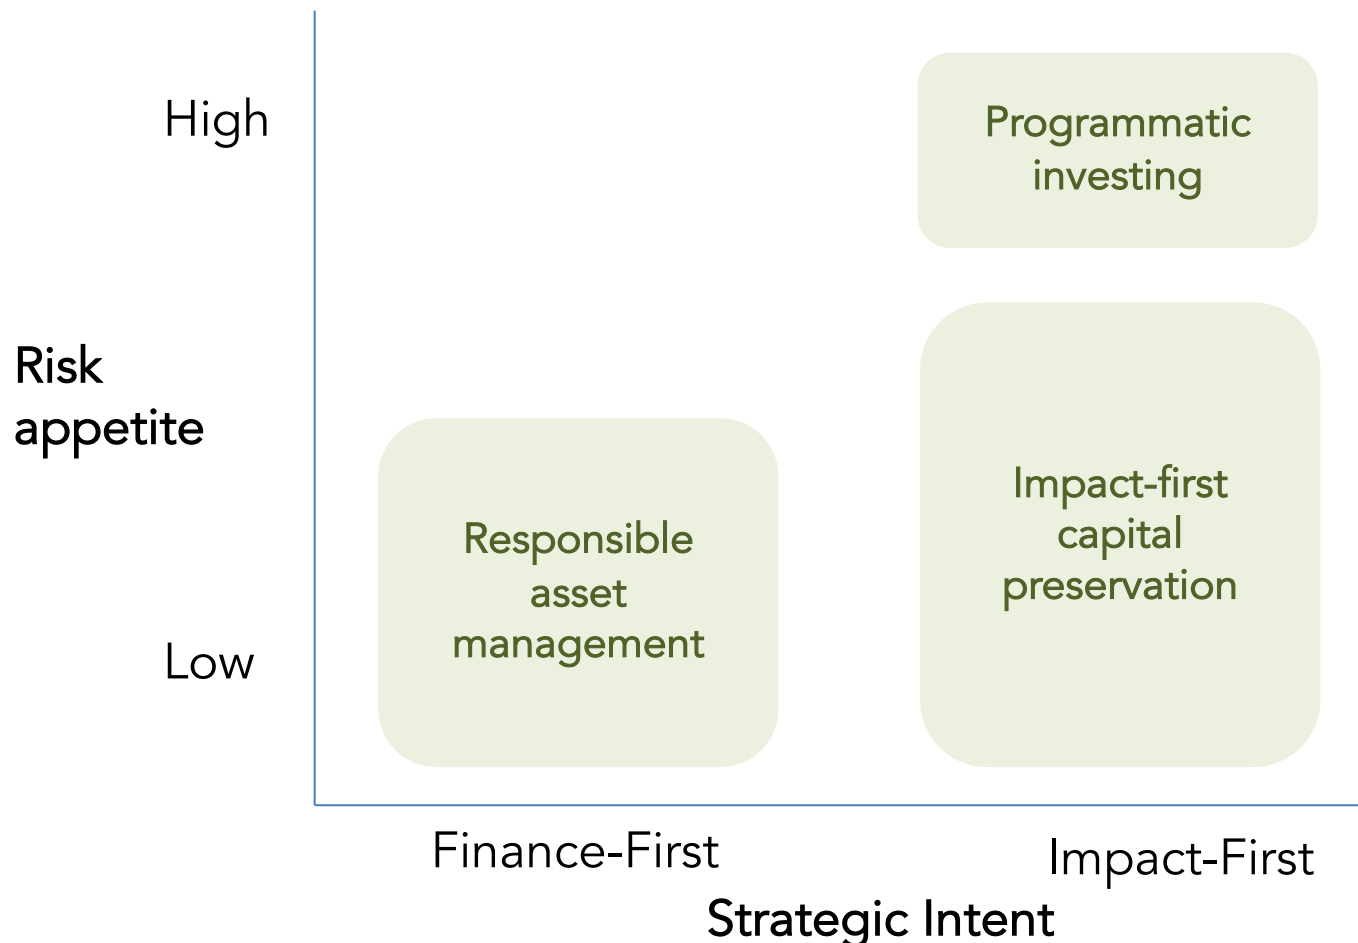 High
Programmatic
investing
Risk
appetite
Impact-first
capital
preservation
Responsible
asset
management
Low
Finance-First
Impact-First
Strategic Intent